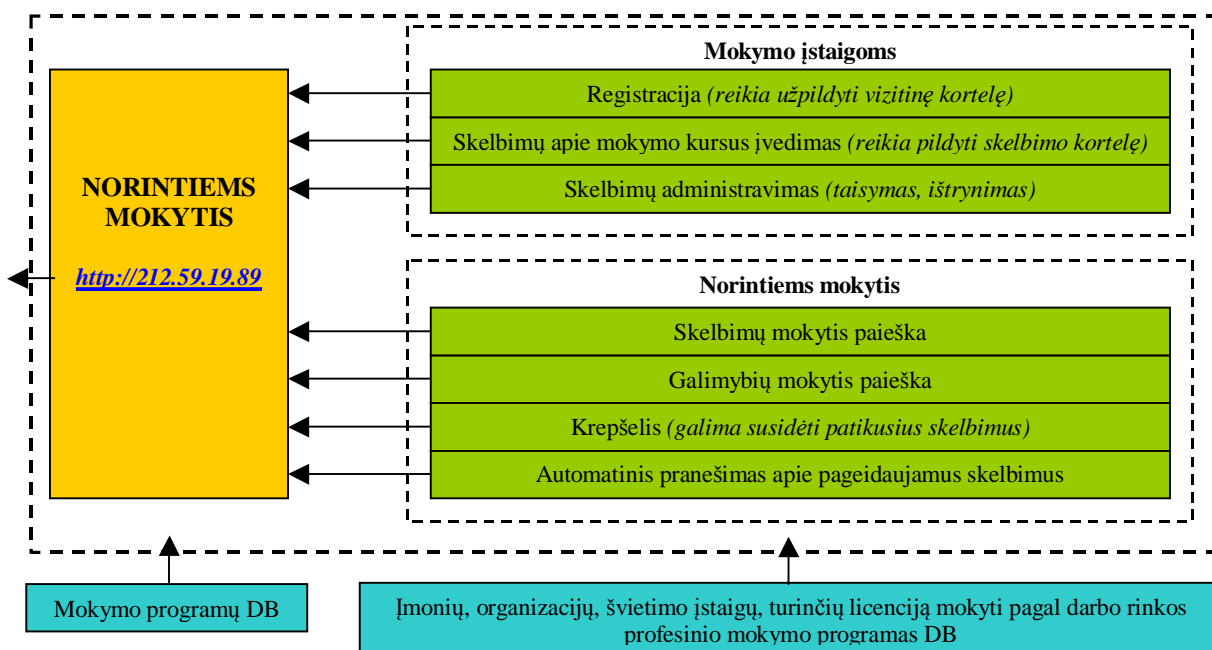 Mokymo įstaigoms
Registracija (reikia užpildyti vizitinę kortelę)
Skelbimų apie mokymo kursus įvedimas (reikia pildyti skelbimo kortelę)
Skelbimų administravimas (taisymas, ištrynimas)
NORINTIEMS
MOKYTIS
http://212.59.19.89
Norintiems mokytis
Skelbimų mokytis paieška
Galimybių mokytis paieška
Krepšelis (galima susidėti patikusius skelbimus)
Automatinis pranešimas apie pageidaujamus skelbimus
Mokymo programų DB
Įmonių, organizacijų, švietimo įstaigų, turinčių licenciją mokyti pagal darbo rinkos
profesinio mokymo programas DB